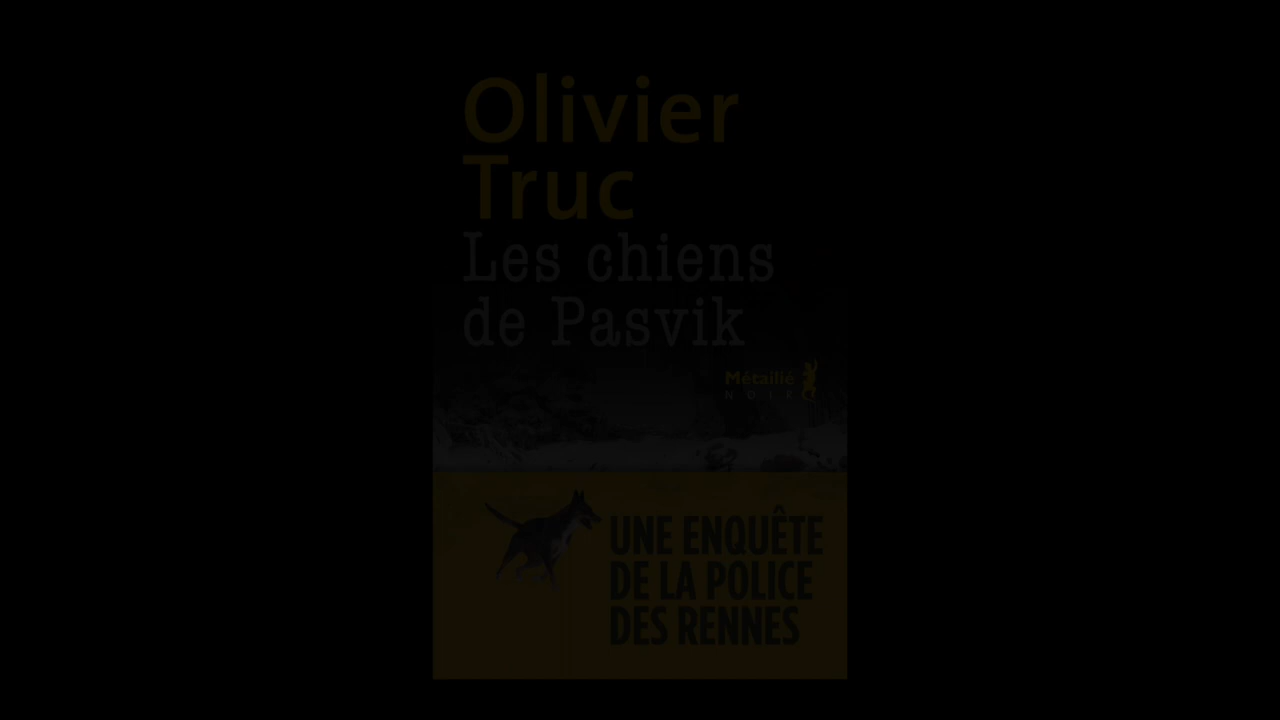 Olivier
Truc
Les chiens
de Pasvik
Métailié
NOIR
UNE ENQUÊTE
DE LA POLICE
DES RENNES